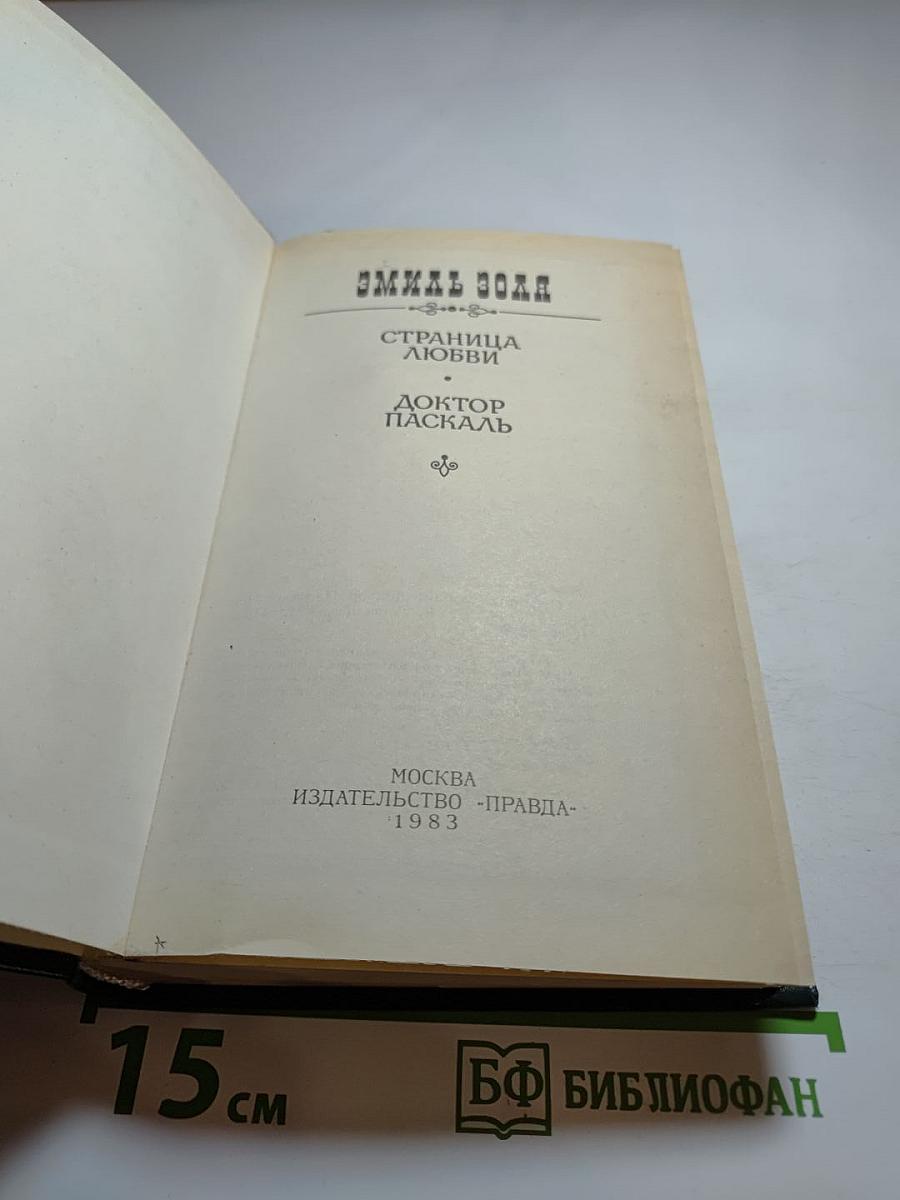 ЭМИЛЬ ЗОЛЯ
СТРАНИЦА
ЛЮБВИ
ДОКТОР
ПАСКАЛЬ
МОСКВА
ИЗДАТЕЛЬСТВО «ПРАВДА»
1983
15 см
БФ БИБЛИОФАН